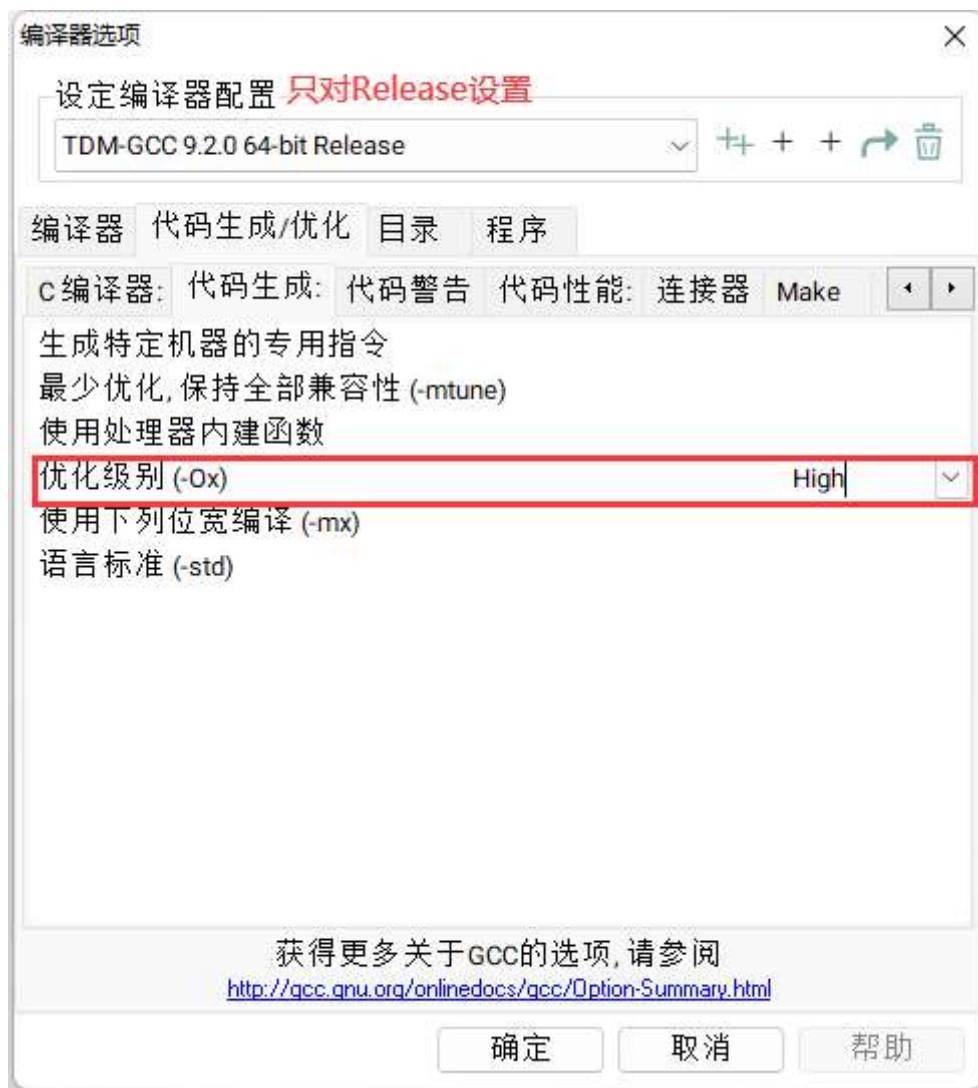 编译器选项
设定编译器配置 只对Release设置
TDM-GCC 9.2.0 64-bit Release
编译器 代码生成/优化 目录 程序
C编译器: 代码生成: 代码警告 代码性能: 连接器 Make
生成特定机器的专用指令
最少优化,保持全部兼容性 (-mtune)
使用处理器内建函数
优化级别 (-Ox) High
使用下列位宽编译 (-mx)
语言标准 (-std)
获得更多关于GCC的选项,请参阅
http://gcc.gnu.org/onlinedocs/gcc/Option-Summary.html
确定 取消 帮助